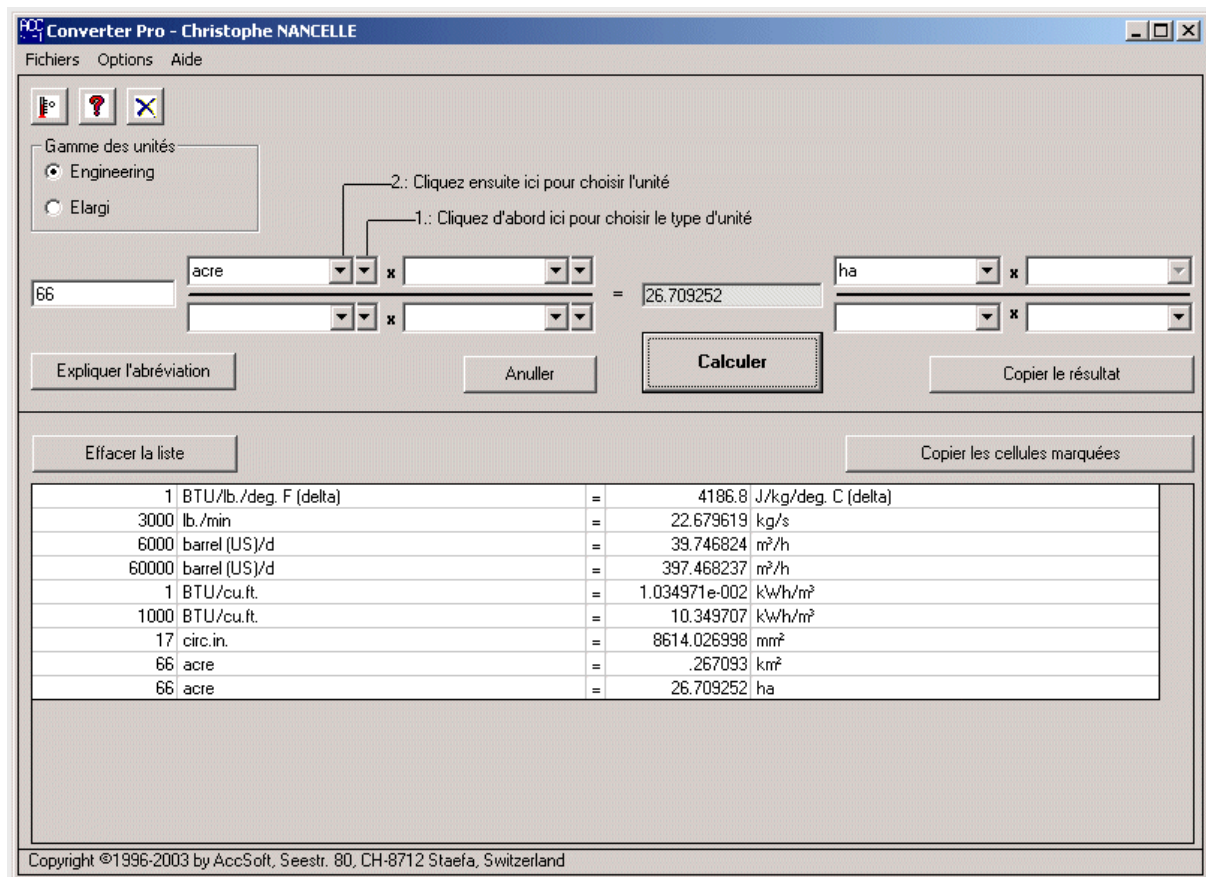 Converter Pro - Christophe NANCELLE
Fichiers Options Aide
Gamme des unités
Engineering
Elargi
2.: Cliquez ensuite ici pour choisir l'unité
1.: Cliquez d'abord ici pour choisir le type d'unité
66 acre x = 26.709252 ha x
x x
Expliquer l'abréviation Anuller Calculer Copier le résultat
Effacer la liste Copier les cellules marquées
1 BTU/lb./deg. F (delta) = 4186.8 J/kg/deg. C (delta)
3000 lb./min = 22.679619 kg/s
6000 barrel (US)/d = 39.746824 m³/h
60000 barrel (US)/d = 397.468237 m³/h
1 BTU/cu.ft. = 1.034971e-002 kWh/m³
1000 BTU/cu.ft. = 10.349707 kWh/m³
17 circ.in. = 8614.026998 mm²
66 acre = .267093 km²
66 acre = 26.709252 ha
Copyright ©1996-2003 by AccSoft, Seestr. 80, CH-8712 Staefa, Switzerland